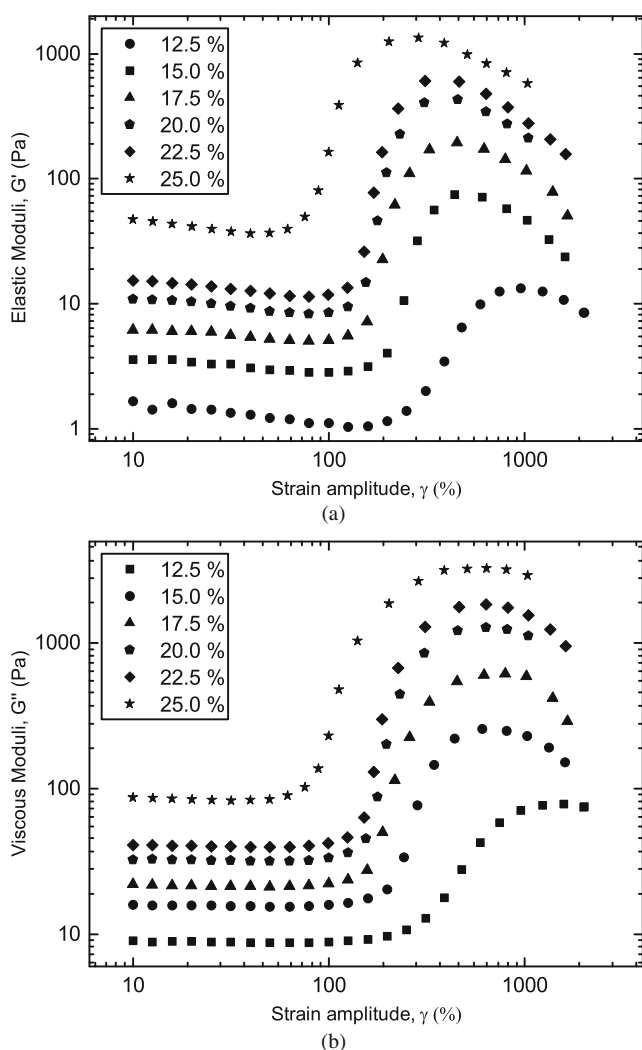 1000
100
10
1
Elastic Moduli, G' (Pa)
12.5 %
15.0 %
17.5 %
20.0 %
22.5 %
25.0 %
10 100 1000
Strain amplitude, γ (%)
(a)
1000
100
10
Viscous Moduli, G'' (Pa)
12.5 %
15.0 %
17.5 %
20.0 %
22.5 %
25.0 %
10 100 1000
Strain amplitude, γ (%)
(b)